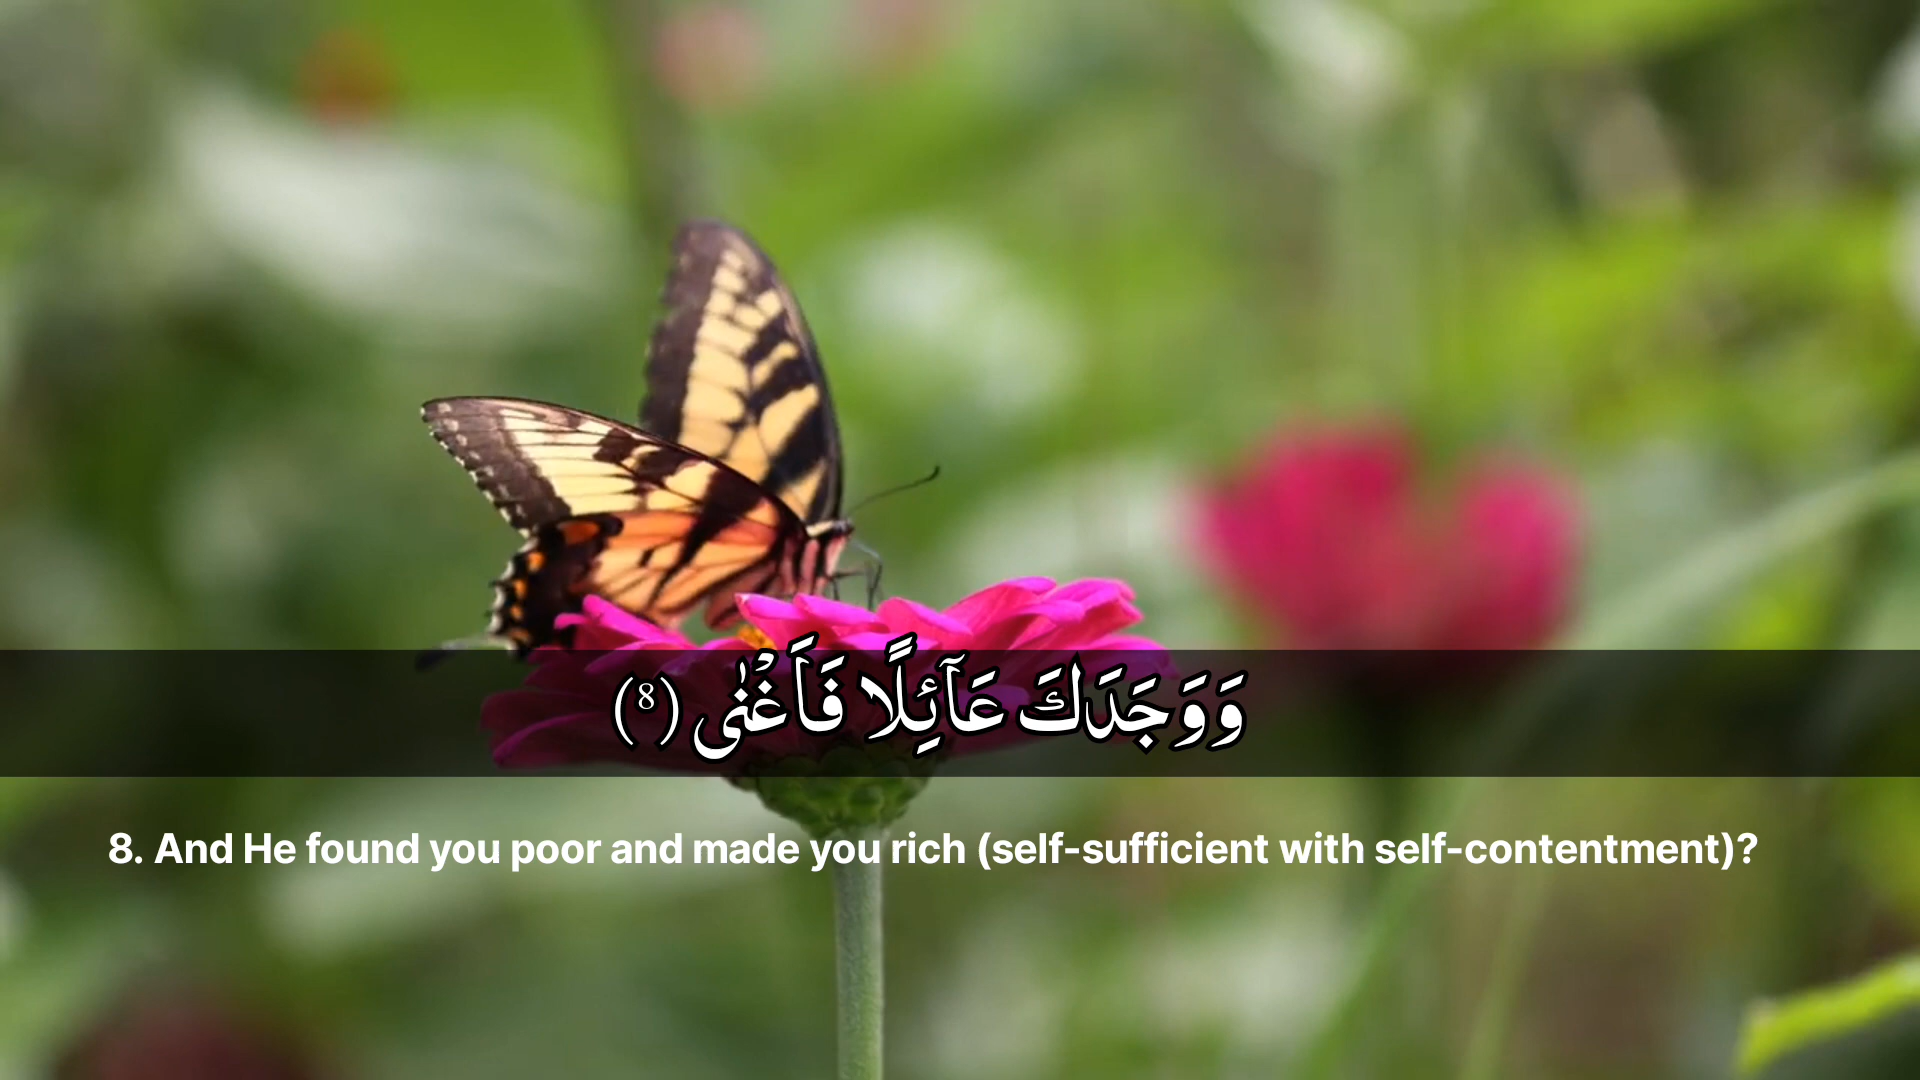 وَوَجَدَكَ عَآئِلًا فَاَغْنٰى (8)
8. And He found you poor and made you rich (self-sufficient with self-contentment)?